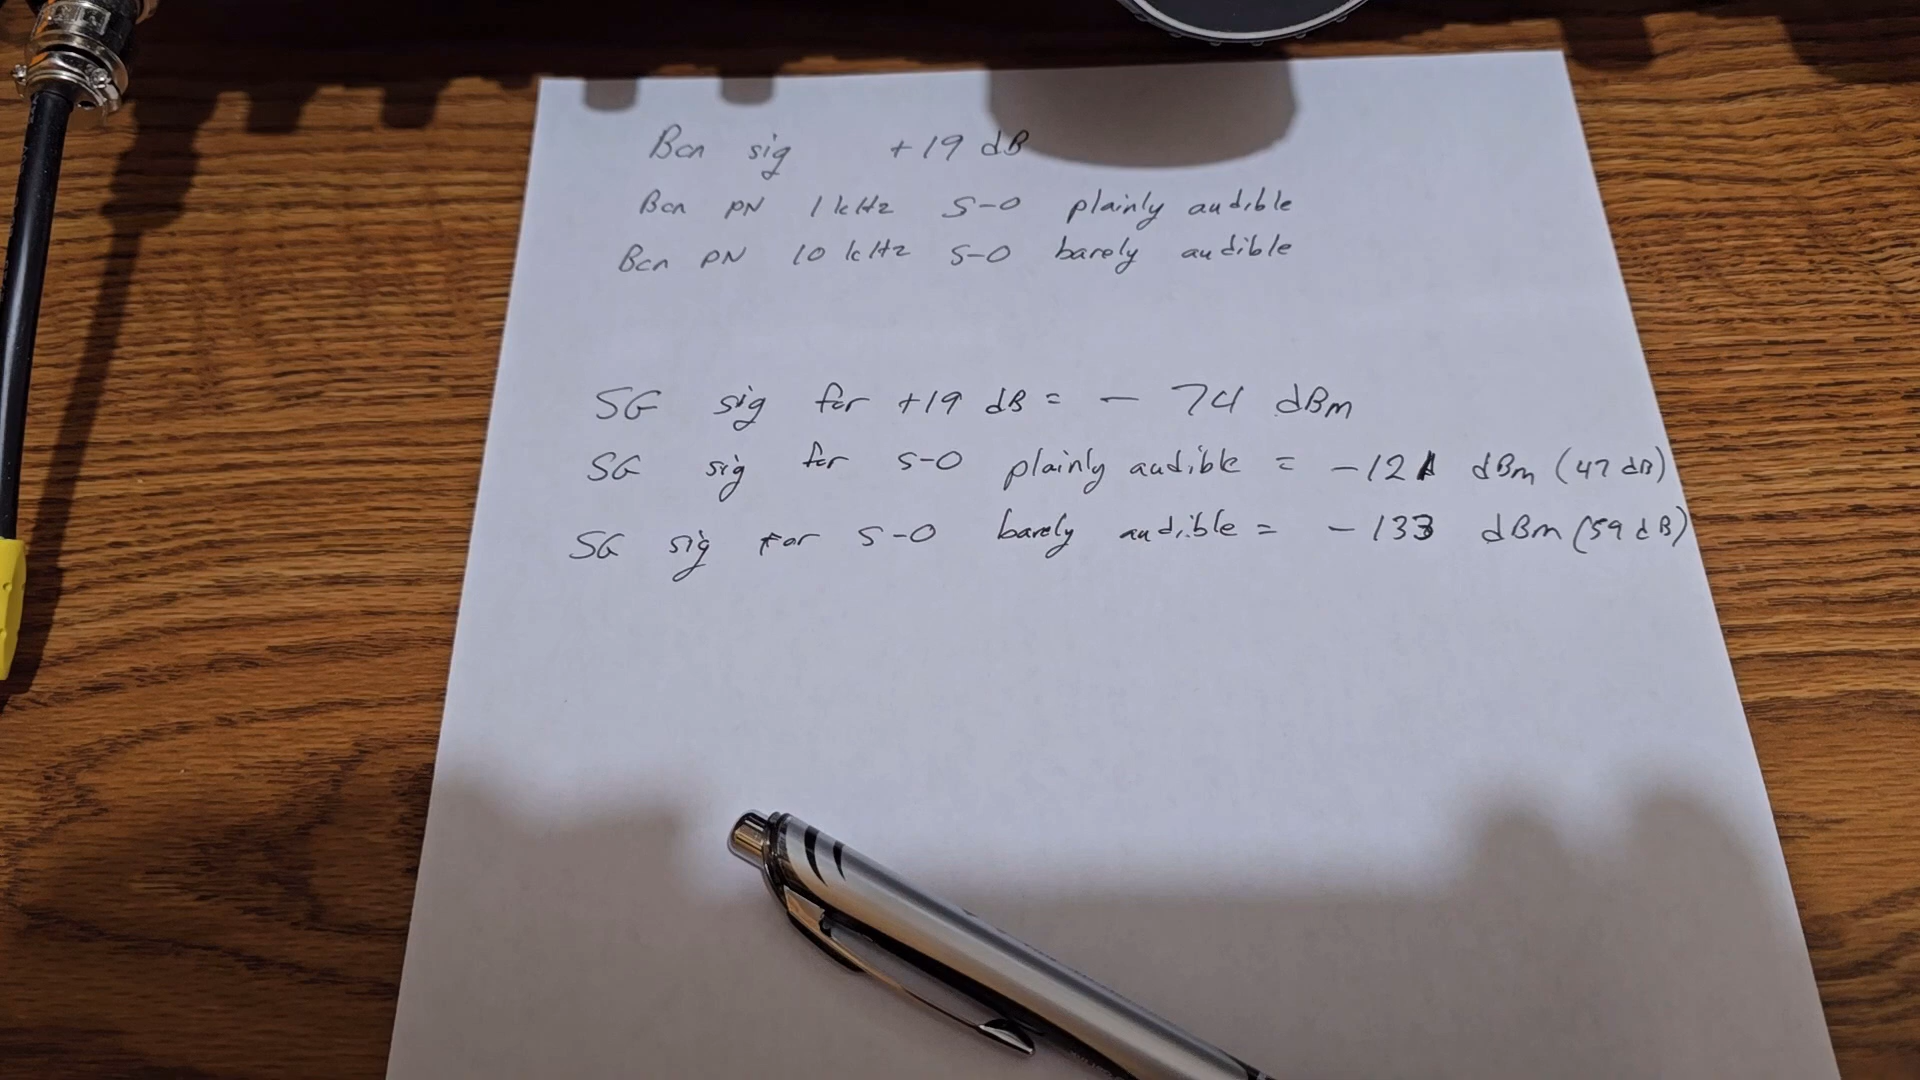 Bcn sig +19 dB
Bcn PN 1 kHz S-0 plainly audible
Bcn PN 10 kHz S-0 barely audible
SG sig for +19 dB = - 74 dBm
SG sig for S-0 plainly audible = -121 dBm (47 dB)
SG sig for S-0 barely audible = -133 dBm (59 dB)